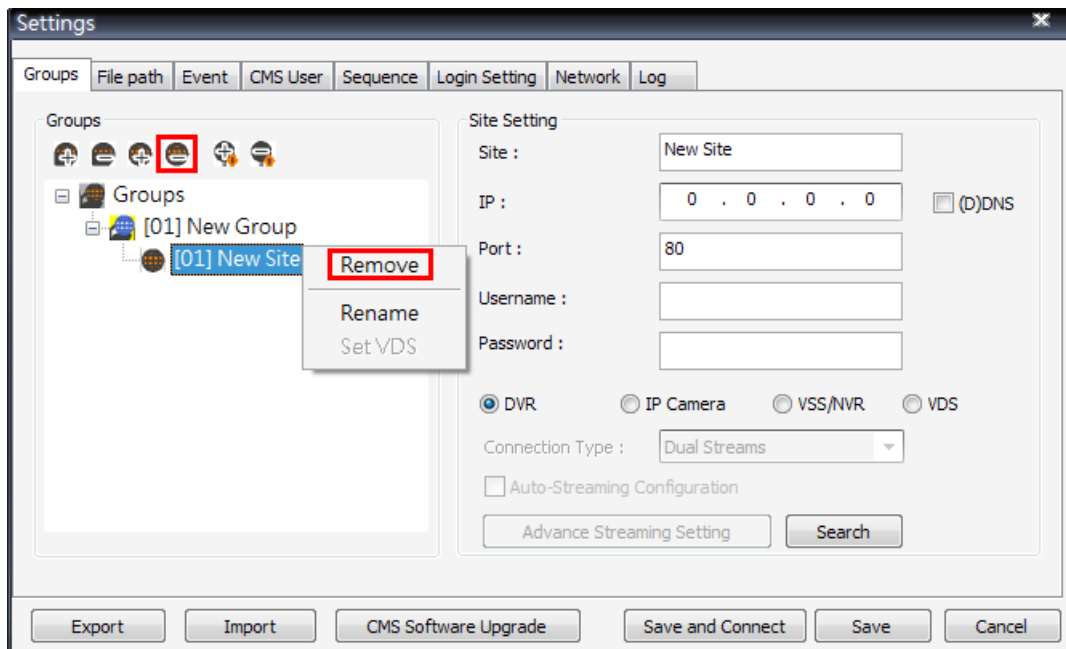 Settings
Groups File path Event CMS User Sequence Login Setting Network Log
Groups
Groups
[01] New Group
[01] New Site
Remove
Rename
Set VDS
Site Setting
Site : New Site
IP : 0 . 0 . 0 . 0 (D)DNS
Port : 80
Username :
Password :
DVR IP Camera VSS/NVR VDS
Connection Type : Dual Streams
Auto-Streaming Configuration
Advance Streaming Setting Search
Export Import CMS Software Upgrade Save and Connect Save Cancel